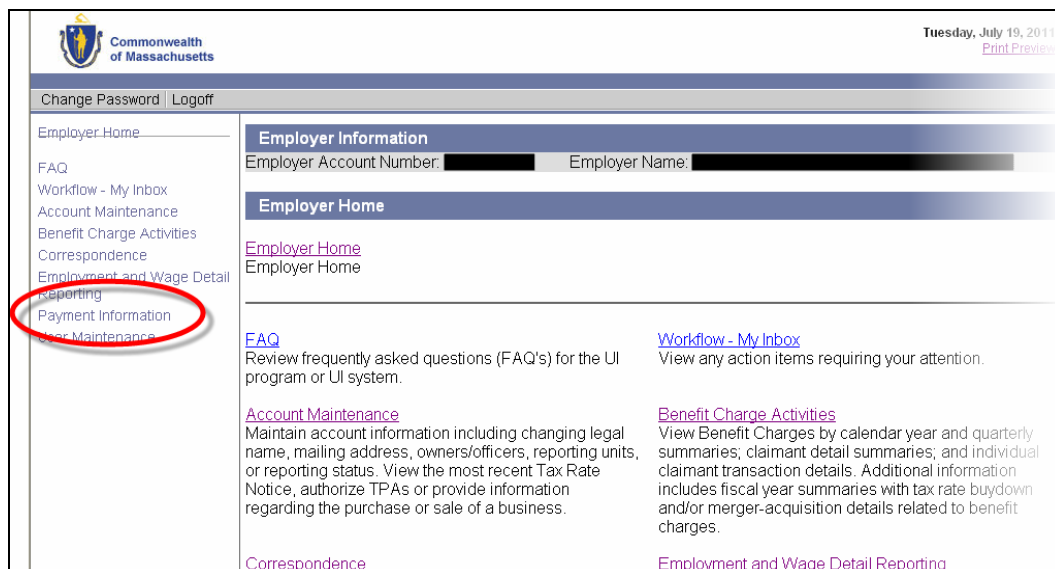 Commonwealth
of Massachusetts
Tuesday, July 19, 2011
Print Preview
Change Password Logoff
Employer Home
FAQ
Workflow - My Inbox
Account Maintenance
Benefit Charge Activities
Correspondence
Employment and Wage Detail
Reporting
Payment Information
User Maintenance
Employer Information
Employer Account Number: Employer Name:
Employer Home
Employer Home
Employer Home
FAQ
Review frequently asked questions (FAQ's) for the UI
program or UI system.
Workflow - My Inbox
View any action items requiring your attention.
Account Maintenance
Maintain account information including changing legal
name, mailing address, owners/officers, reporting units,
or reporting status. View the most recent Tax Rate
Notice, authorize TPAs or provide information
regarding the purchase or sale of a business.
Benefit Charge Activities
View Benefit Charges by calendar year and quarterly
summaries; claimant detail summaries; and individual
claimant transaction details. Additional information
includes fiscal year summaries with tax rate buydown
and/or merger-acquisition details related to benefit
charges.
Correspondence
Employment and Wage Detail Reporting